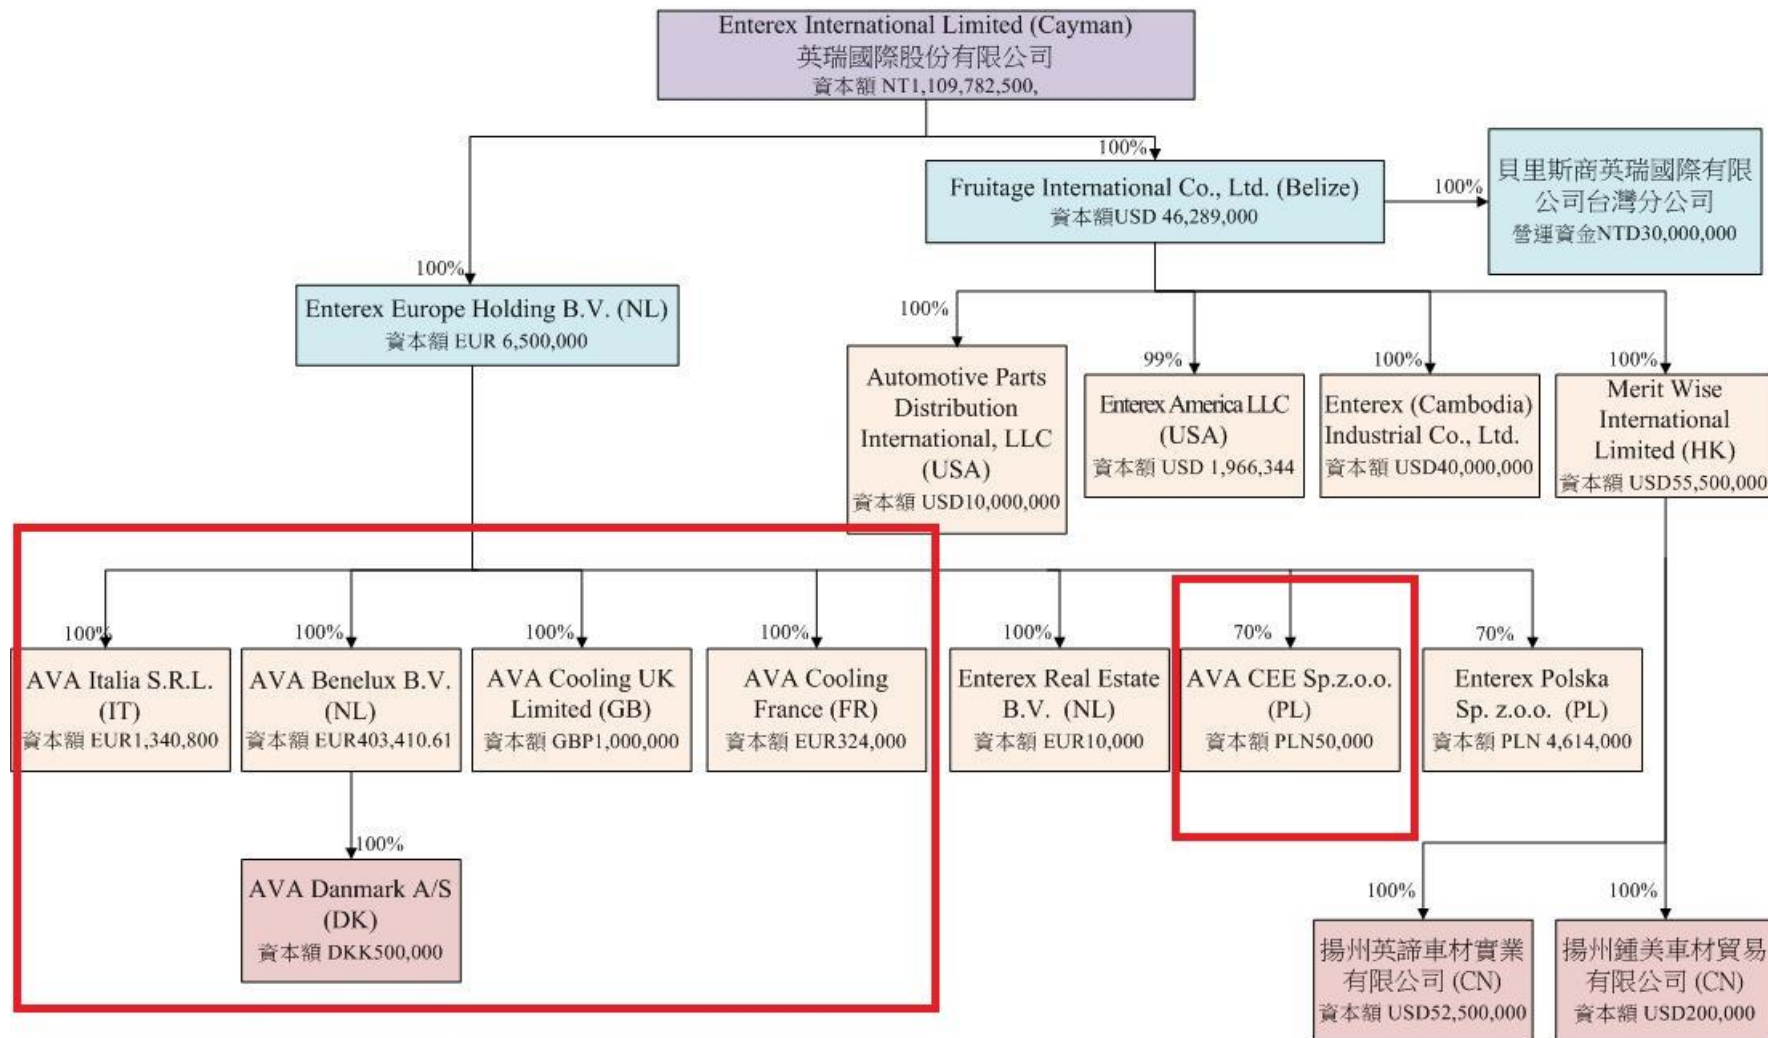 Enterex International Limited (Cayman)
英瑞國際股份有限公司
資本額 NT1,109,782,500,
100%
Fruitage International Co., Ltd. (Belize)
資本額USD 46,289,000
100%
貝里斯商英瑞國際有限
公司台灣分公司
營運資金NTD30,000,000
100%
Enterex Europe Holding B.V. (NL)
資本額 EUR 6,500,000
100%
Automotive Parts
Distribution
International, LLC
(USA)
資本額 USD10,000,000
99%
Enterex America LLC
(USA)
資本額 USD 1,966,344
100%
Enterex (Cambodia)
Industrial Co., Ltd.
資本額 USD40,000,000
100%
Merit Wise
International
Limited (HK)
資本額 USD55,500,000
100%
AVA Italia S.R.L.
(IT)
資本額 EUR1,340,800
100%
AVA Benelux B.V.
(NL)
資本額 EUR403,410.61
100%
AVA Cooling UK
Limited (GB)
資本額 GBP1,000,000
100%
AVA Cooling
France (FR)
資本額 EUR324,000
100%
Enterex Real Estate
B.V. (NL)
資本額 EUR10,000
70%
AVA CEE Sp.z.o.o.
(PL)
資本額 PLN50,000
70%
Enterex Polska
Sp. z.o.o. (PL)
資本額 PLN 4,614,000
100%
AVA Danmark A/S
(DK)
資本額 DKK500,000
100%
揚州英諦車材實業
有限公司 (CN)
資本額 USD52,500,000
100%
揚州鍾美車材貿易
有限公司 (CN)
資本額 USD200,000